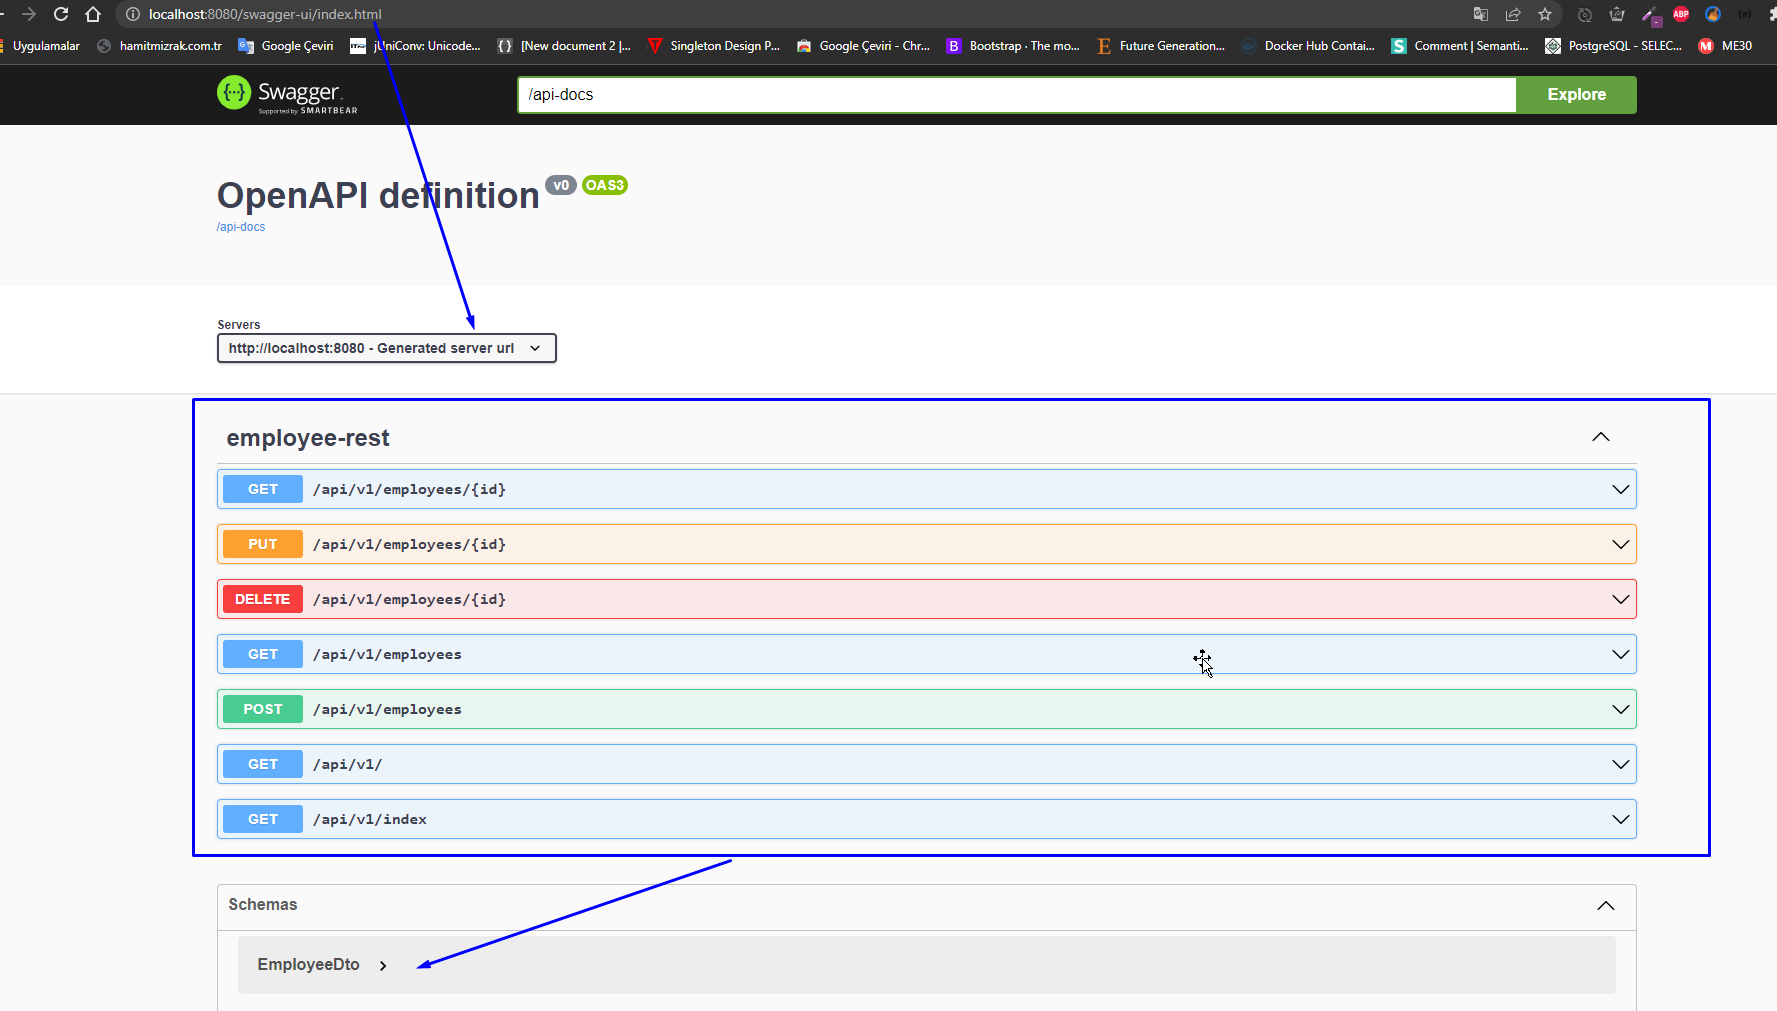 localhost:8080/swagger-ui/index.html
ABP
Uygulamalar
hamitmizrak.com.tr
Google Çeviri
jUniConv: Unicode...
[New document 2 |...
Singleton Design P...
Google Çeviri - Chr...
B
Bootstrap · The mo...
E
Future Generation...
Docker Hub Contai...
S
Comment | Semanti...
PostgreSQL - SELEC...
M
ME30
Swagger.
Supported by SMARTBEAR
/api-docs
Explore
OpenAPI definition
v0
OAS3
/api-docs
Servers
http://localhost:8080 - Generated server url
employee-rest
GET /api/v1/employees/{id}
PUT /api/v1/employees/{id}
DELETE /api/v1/employees/{id}
GET /api/v1/employees
POST /api/v1/employees
GET /api/v1/
GET /api/v1/index
Schemas
EmployeeDto